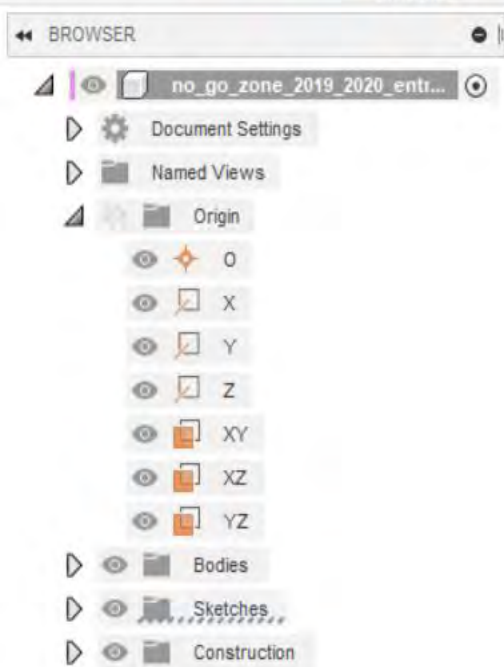 BROWSER
no_go_zone_2019_2020_entr...
Document Settings
Named Views
Origin
O
X
Y
Z
XY
XZ
YZ
Bodies
Sketches
Construction